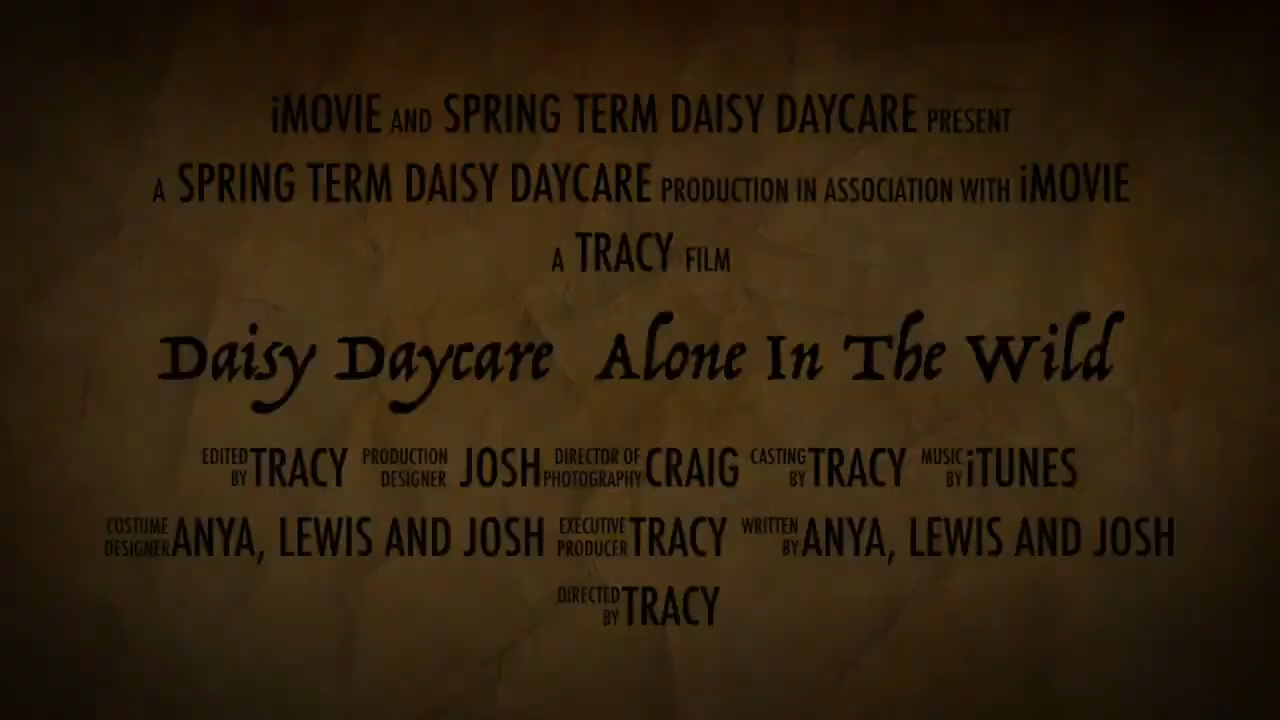 iMOVIE AND SPRING TERM DAISY DAYCARE PRESENT
A SPRING TERM DAISY DAYCARE PRODUCTION IN ASSOCIATION WITH iMOVIE
A TRACY FILM
Daisy Daycare Alone In The Wild
EDITED BY TRACY PRODUCTION DESIGNER JOSH DIRECTOR OF PHOTOGRAPHY CRAIG CASTING BY TRACY MUSIC BY iTUNES
COSTUME DESIGNER ANYA, LEWIS AND JOSH EXECUTIVE PRODUCER TRACY WRITTEN BY ANYA, LEWIS AND JOSH
DIRECTED BY TRACY